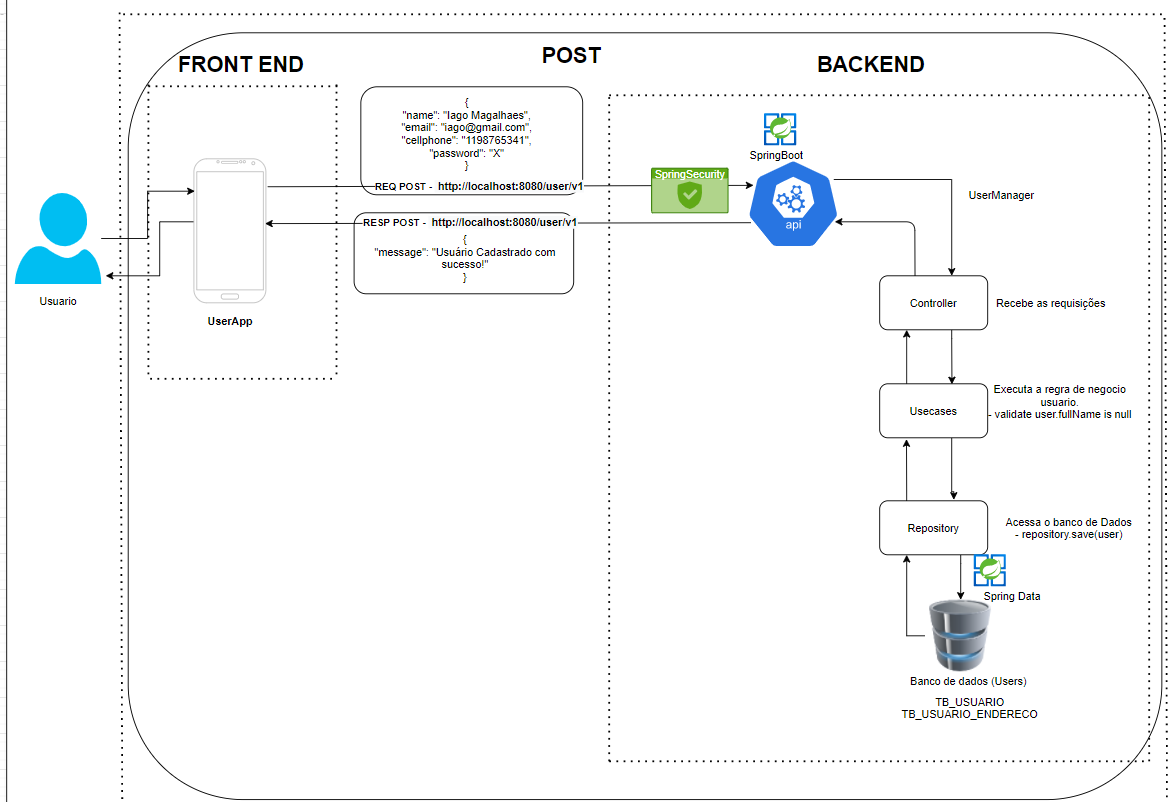 POST
FRONT END
BACKEND
{
"name": "Iago Magalhaes",
"email": "iago@gmail.com",
"cellphone": "1198765341",
"password": "X"
}
REQ POST - http://localhost:8080/user/v1
RESP POST - http://localhost:8080/user/v1
{
"message": "Usuário Cadastrado com
sucesso!"
}
SpringSecurity
SpringBoot
api
UserManager
Usuario
UserApp
Controller
Recebe as requisições
Usecases
Executa a regra de negocio
usuario.
- validate user.fullName is null
Repository
Acessa o banco de Dados
- repository.save(user)
Spring Data
Banco de dados (Users)
TB_USUARIO
TB_USUARIO_ENDERECO